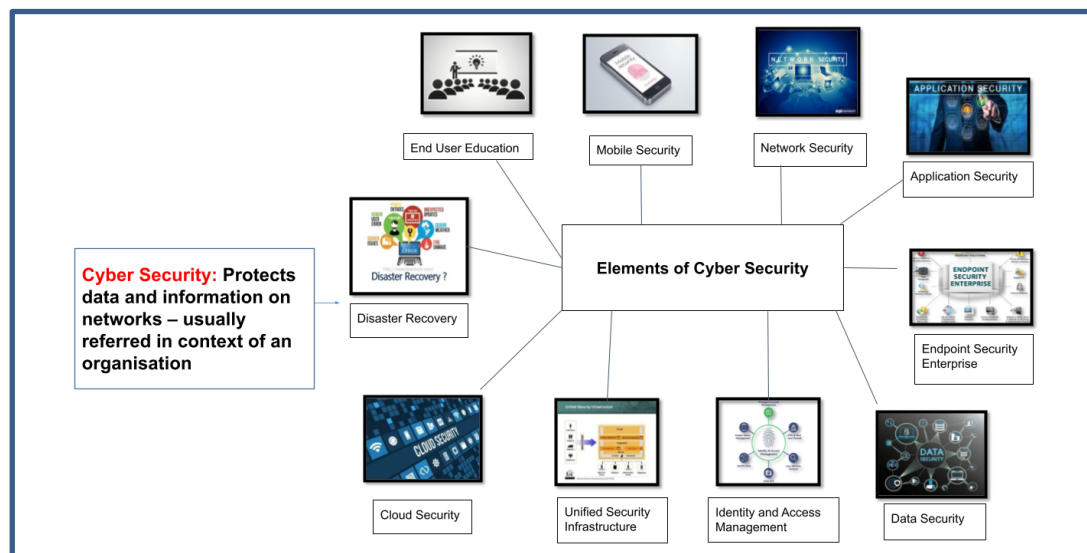 NETWORK SECURITY
APPLICATION SECURITY
End User Education
Mobile Security
Network Security
Application Security
Disaster Recovery ?
Elements of Cyber Security
ENDPOINT
SECURITY
ENTERPRISE
Cyber Security: Protects
data and information on
networks – usually
referred in context of an
organisation
Disaster Recovery
Endpoint Security
Enterprise
CLOUD SECURITY
Unified Security Infrastructure
DATA
SECURITY
Cloud Security
Unified Security
Infrastructure
Identity and Access
Management
Data Security